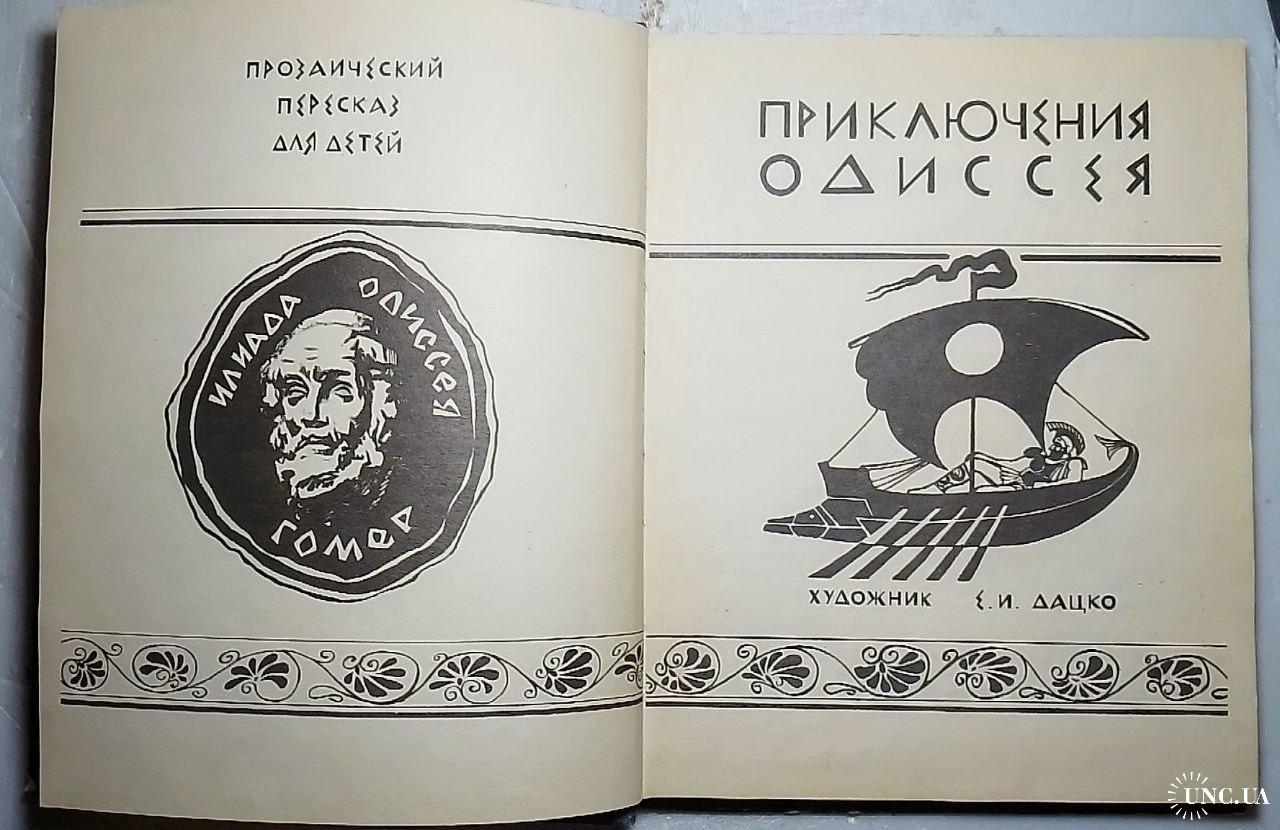 ПРОЗАИЧЕСКИЙ
ПЕРЕСКАЗ
ДЛЯ ДЕТЕЙ
ИЛИАДА ОДИССЕЯ
ГОМЕР
ПРИКЛЮЧЕНИЯ
ОДИССЕЯ
ХУДОЖНИК Е.И. ДАЦКО
UNC.UA